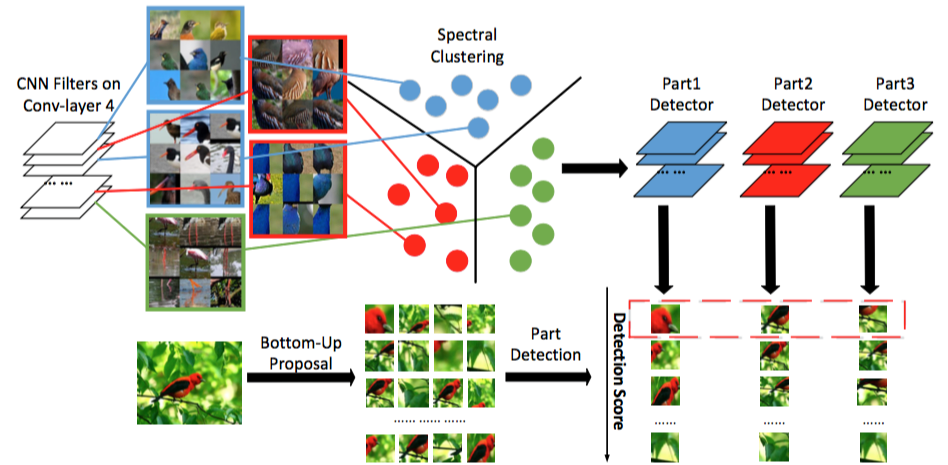 Spectral
Clustering
CNN Filters on
Conv-layer 4
... ...
Part1
Detector
Part2
Detector
Part3
Detector
... ...
... ...
... ...
Bottom-Up
Proposal
Part
Detection
Detection Score
...... ...... ......
......
......
......